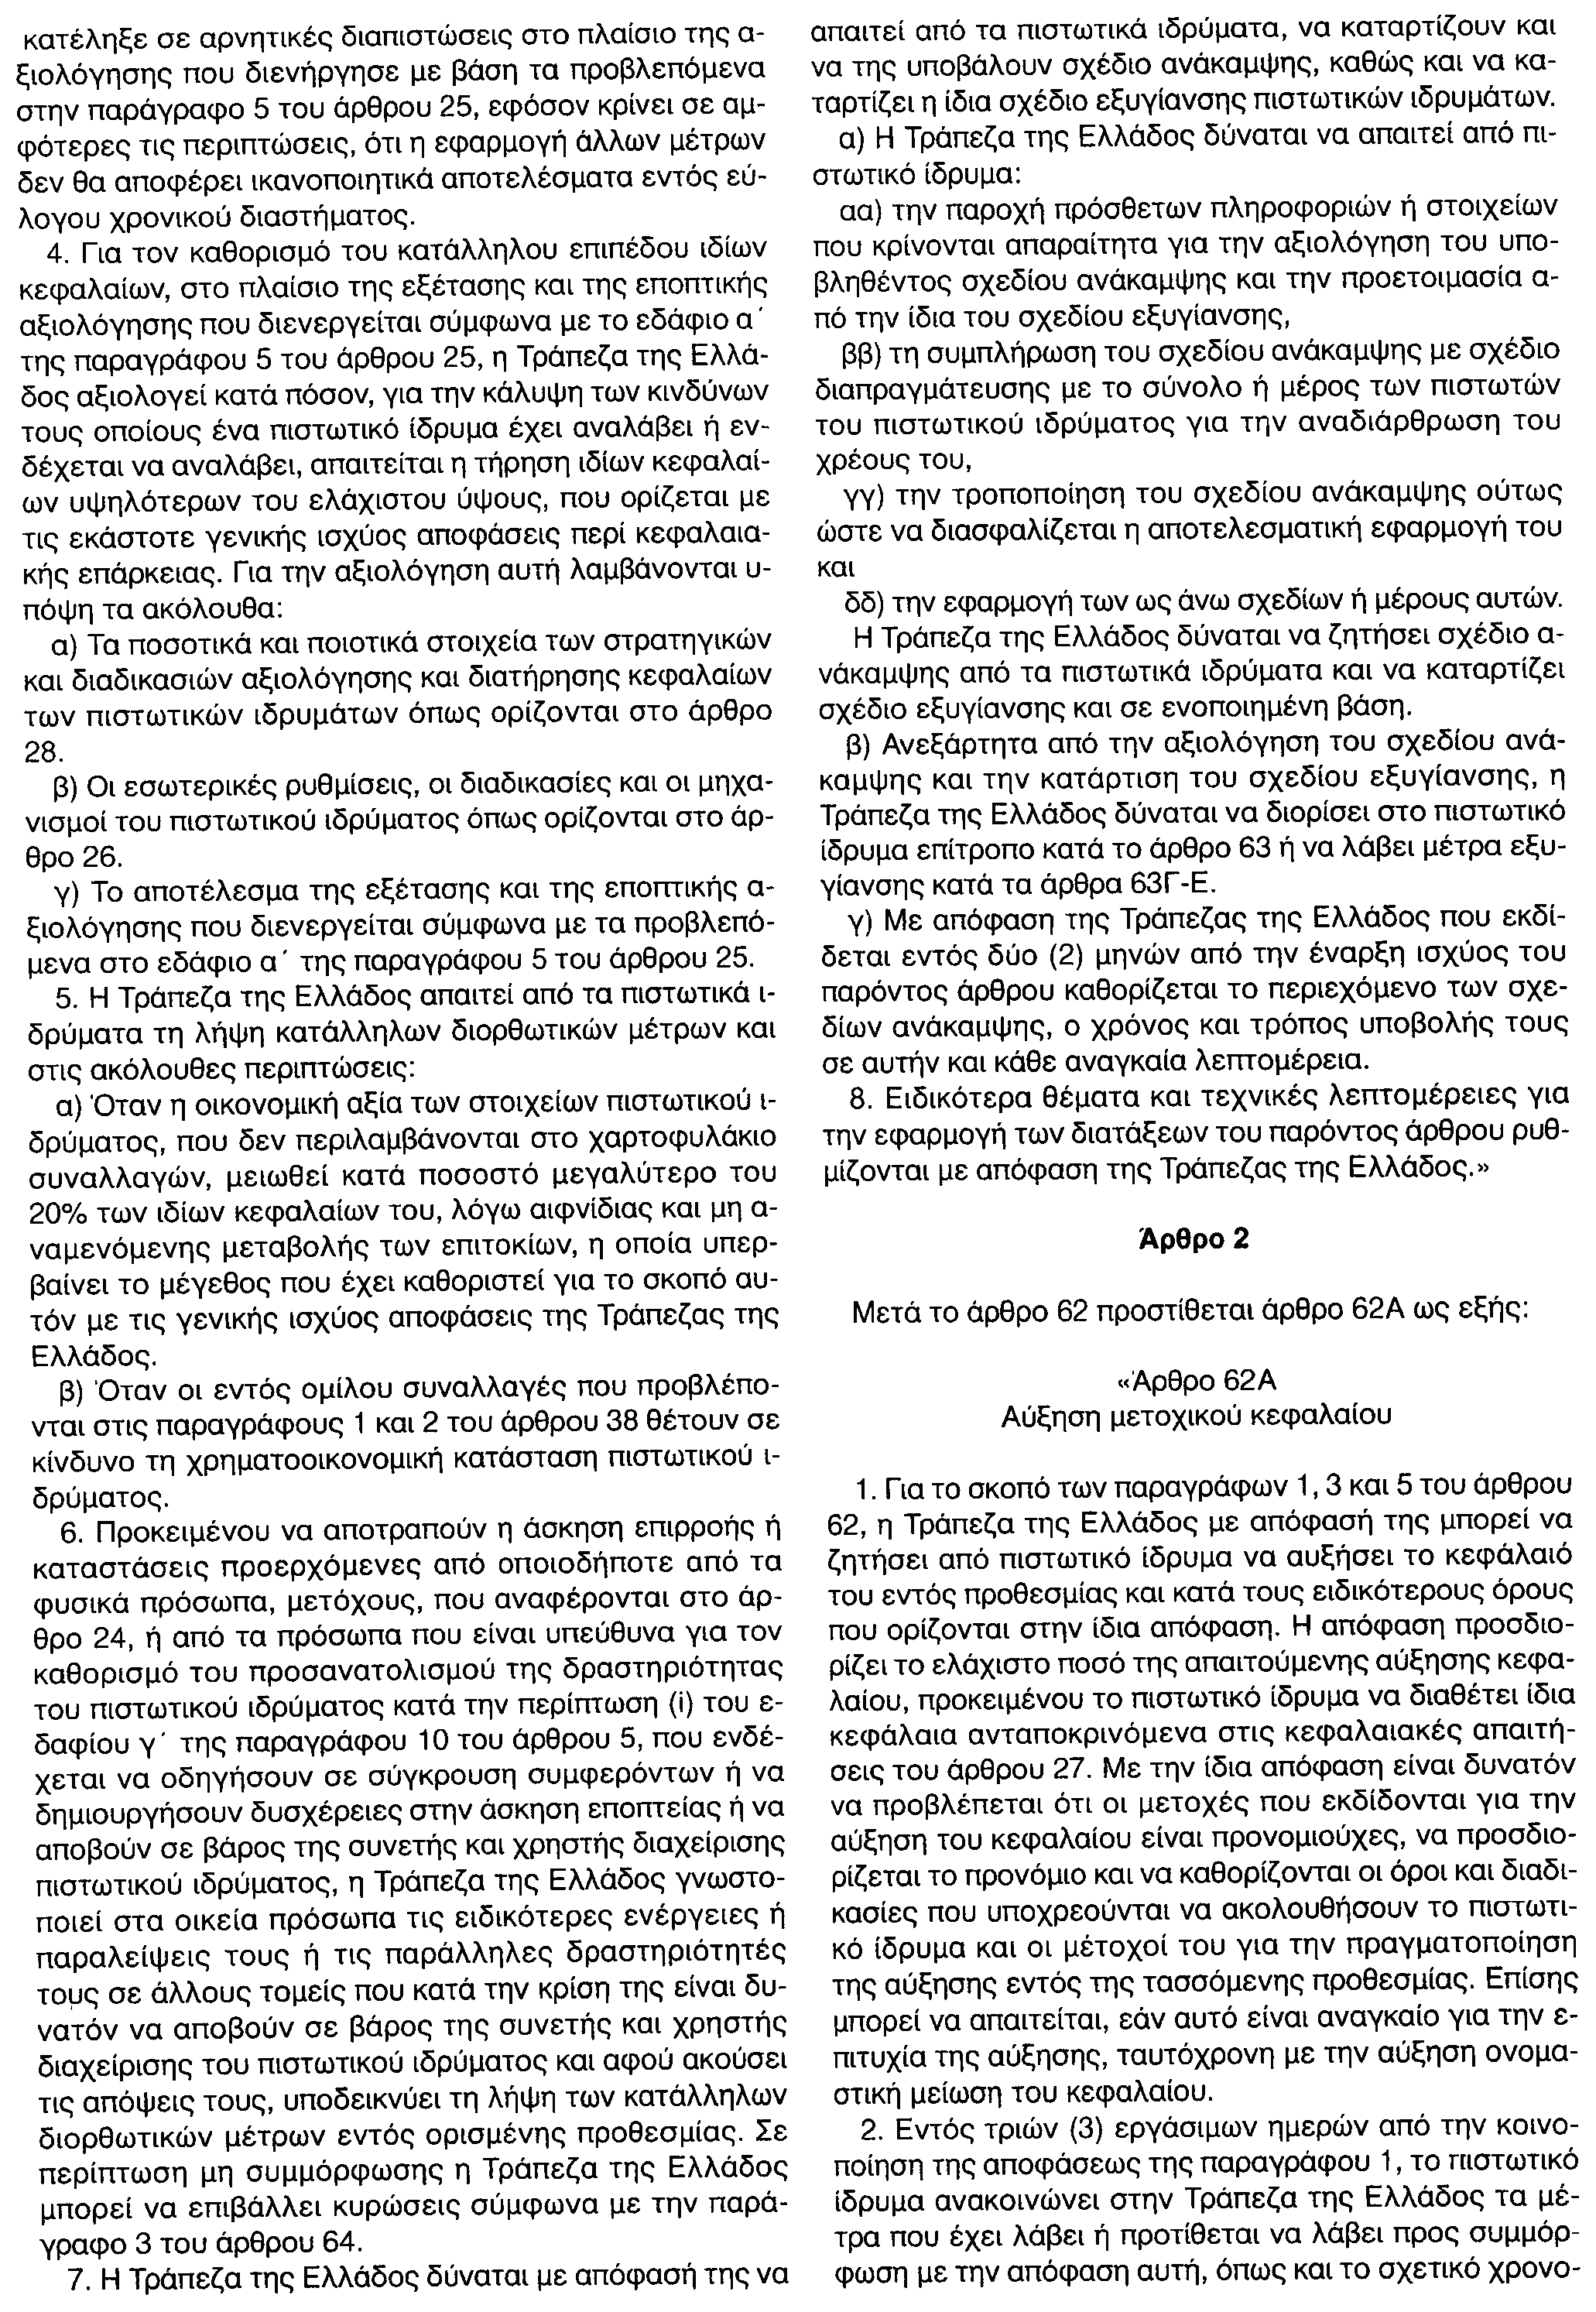 κατέληξε σε αρνητικές διαπιστώσεις στο πλαίσιο της α-
ξιολόγησης που διενήργησε με βάση τα προβλεπόμενα
στην παράγραφο 5 του άρθρου 25, εφόσον κρίνει σε αμ-
φότερες τις περιπτώσεις, ότι η εφαρμογή άλλων μέτρων
δεν θα αποφέρει ικανοποιητικά αποτελέσματα εντός εύ-
λογου χρονικού διαστήματος.
4. Για τον καθορισμό του κατάλληλου επιπέδου ιδίων
κεφαλαίων, στο πλαίσιο της εξέτασης και της εποπτικής
αξιολόγησης που διενεργείται σύμφωνα με το εδάφιο α΄
της παραγράφου 5 του άρθρου 25, η Τράπεζα της Ελλά-
δος αξιολογεί κατά πόσον, για την κάλυψη των κινδύνων
τους οποίους ένα πιστωτικό ίδρυμα έχει αναλάβει ή εν-
δέχεται να αναλάβει, απαιτείται η τήρηση ιδίων κεφαλαί-
ων υψηλότερων του ελάχιστου ύψους, που ορίζεται με
τις εκάστοτε γενικής ισχύος αποφάσεις περί κεφαλαια-
κής επάρκειας. Για την αξιολόγηση αυτή λαμβάνονται υ-
πόψη τα ακόλουθα:
α) Τα ποσοτικά και ποιοτικά στοιχεία των στρατηγικών
και διαδικασιών αξιολόγησης και διατήρησης κεφαλαίων
των πιστωτικών ιδρυμάτων όπως ορίζονται στο άρθρο
28.
β) Οι εσωτερικές ρυθμίσεις, οι διαδικασίες και οι μηχα-
νισμοί του πιστωτικού ιδρύματος όπως ορίζονται στο άρ-
θρο 26.
γ) Το αποτέλεσμα της εξέτασης και της εποπτικής α-
ξιολόγησης που διενεργείται σύμφωνα με τα προβλεπό-
μενα στο εδάφιο α΄ της παραγράφου 5 του άρθρου 25.
5. Η Τράπεζα της Ελλάδος απαιτεί από τα πιστωτικά ι-
δρύματα τη λήψη κατάλληλων διορθωτικών μέτρων και
στις ακόλουθες περιπτώσεις:
α) Όταν η οικονομική αξία των στοιχείων πιστωτικού ι-
δρύματος, που δεν περιλαμβάνονται στο χαρτοφυλάκιο
συναλλαγών, μειωθεί κατά ποσοστό μεγαλύτερο του
20% των ιδίων κεφαλαίων του, λόγω αιφνίδιας και μη α-
ναμενόμενης μεταβολής των επιτοκίων, η οποία υπερ-
βαίνει το μέγεθος που έχει καθοριστεί για το σκοπό αυ-
τόν με τις γενικής ισχύος αποφάσεις της Τράπεζας της
Ελλάδος.
β) Όταν οι εντός ομίλου συναλλαγές που προβλέπο-
νται στις παραγράφους 1 και 2 του άρθρου 38 θέτουν σε
κίνδυνο τη χρηματοοικονομική κατάσταση πιστωτικού ι-
δρύματος.
6. Προκειμένου να αποτραπούν η άσκηση επιρροής ή
καταστάσεις προερχόμενες από οποιοδήποτε από τα
φυσικά πρόσωπα, μετόχους, που αναφέρονται στο άρ-
θρο 24, ή από τα πρόσωπα που είναι υπεύθυνα για τον
καθορισμό του προσανατολισμού της δραστηριότητας
του πιστωτικού ιδρύματος κατά την περίπτωση (i) του ε-
δαφίου γ΄ της παραγράφου 10 του άρθρου 5, που ενδέ-
χεται να οδηγήσουν σε σύγκρουση συμφερόντων ή να
δημιουργήσουν δυσχέρειες στην άσκηση εποπτείας ή να
αποβούν σε βάρος της συνετής και χρηστής διαχείρισης
πιστωτικού ιδρύματος, η Τράπεζα της Ελλάδος γνωστο-
ποιεί στα οικεία πρόσωπα τις ειδικότερες ενέργειες ή
παραλείψεις τους ή τις παράλληλες δραστηριότητές
τους σε άλλους τομείς που κατά την κρίση της είναι δυ-
νατόν να αποβούν σε βάρος της συνετής και χρηστής
διαχείρισης του πιστωτικού ιδρύματος και αφού ακούσει
τις απόψεις τους, υποδεικνύει τη λήψη των κατάλληλων
διορθωτικών μέτρων εντός ορισμένης προθεσμίας. Σε
περίπτωση μη συμμόρφωσης η Τράπεζα της Ελλάδος
μπορεί να επιβάλλει κυρώσεις σύμφωνα με την παρά-
γραφο 3 του άρθρου 64.
7. Η Τράπεζα της Ελλάδος δύναται με απόφασή της να
απαιτεί από τα πιστωτικά ιδρύματα, να καταρτίζουν και
να της υποβάλουν σχέδιο ανάκαμψης, καθώς και να κα-
ταρτίζει η ίδια σχέδιο εξυγίανσης πιστωτικών ιδρυμάτων.
α) Η Τράπεζα της Ελλάδος δύναται να απαιτεί από πι-
στωτικό ίδρυμα:
αα) την παροχή πρόσθετων πληροφοριών ή στοιχείων
που κρίνονται απαραίτητα για την αξιολόγηση του υπο-
βληθέντος σχεδίου ανάκαμψης και την προετοιμασία α-
πό την ίδια του σχεδίου εξυγίανσης,
ββ) τη συμπλήρωση του σχεδίου ανάκαμψης με σχέδιο
διαπραγμάτευσης με το σύνολο ή μέρος των πιστωτών
του πιστωτικού ιδρύματος για την αναδιάρθρωση του
χρέους του,
γγ) την τροποποίηση του σχεδίου ανάκαμψης ούτως
ώστε να διασφαλίζεται η αποτελεσματική εφαρμογή του
και
δδ) την εφαρμογή των ως άνω σχεδίων ή μέρους αυτών.
Η Τράπεζα της Ελλάδος δύναται να ζητήσει σχέδιο α-
νάκαμψης από τα πιστωτικά ιδρύματα και να καταρτίζει
σχέδιο εξυγίανσης και σε ενοποιημένη βάση.
β) Ανεξάρτητα από την αξιολόγηση του σχεδίου ανά-
καμψης και την κατάρτιση του σχεδίου εξυγίανσης, η
Τράπεζα της Ελλάδος δύναται να διορίσει στο πιστωτικό
ίδρυμα επίτροπο κατά το άρθρο 63 ή να λάβει μέτρα εξυ-
γίανσης κατά τα άρθρα 63Γ-Ε.
γ) Με απόφαση της Τράπεζας της Ελλάδος που εκδί-
δεται εντός δύο (2) μηνών από την έναρξη ισχύος του
παρόντος άρθρου καθορίζεται το περιεχόμενο των σχε-
δίων ανάκαμψης, ο χρόνος και τρόπος υποβολής τους
σε αυτήν και κάθε αναγκαία λεπτομέρεια.
8. Ειδικότερα θέματα και τεχνικές λεπτομέρειες για
την εφαρμογή των διατάξεων του παρόντος άρθρου ρυθ-
μίζονται με απόφαση της Τράπεζας της Ελλάδος.»
Άρθρο 2
Μετά το άρθρο 62 προστίθεται άρθρο 62Α ως εξής:
«Άρθρο 62Α
Αύξηση μετοχικού κεφαλαίου
1. Για το σκοπό των παραγράφων 1, 3 και 5 του άρθρου
62, η Τράπεζα της Ελλάδος με απόφασή της μπορεί να
ζητήσει από πιστωτικό ίδρυμα να αυξήσει το κεφάλαιό
του εντός προθεσμίας και κατά τους ειδικότερους όρους
που ορίζονται στην ίδια απόφαση. Η απόφαση προσδιο-
ρίζει το ελάχιστο ποσό της απαιτούμενης αύξησης κεφα-
λαίου, προκειμένου το πιστωτικό ίδρυμα να διαθέτει ίδια
κεφάλαια ανταποκρινόμενα στις κεφαλαιακές απαιτή-
σεις του άρθρου 27. Με την ίδια απόφαση είναι δυνατόν
να προβλέπεται ότι οι μετοχές που εκδίδονται για την
αύξηση του κεφαλαίου είναι προνομιούχες, να προσδιο-
ρίζεται το προνόμιο και να καθορίζονται οι όροι και διαδι-
κασίες που υποχρεούνται να ακολουθήσουν το πιστωτι-
κό ίδρυμα και οι μέτοχοί του για την πραγματοποίηση
της αύξησης εντός της τασσόμενης προθεσμίας. Επίσης
μπορεί να απαιτείται, εάν αυτό είναι αναγκαίο για την ε-
πιτυχία της αύξησης, ταυτόχρονη με την αύξηση ονομα-
στική μείωση του κεφαλαίου.
2. Εντός τριών (3) εργάσιμων ημερών από την κοινο-
ποίηση της αποφάσεως της παραγράφου 1, το πιστωτικό
ίδρυμα ανακοινώνει στην Τράπεζα της Ελλάδος τα μέ-
τρα που έχει λάβει ή προτίθεται να λάβει προς συμμόρ-
φωση με την απόφαση αυτή, όπως και το σχετικό χρονο-